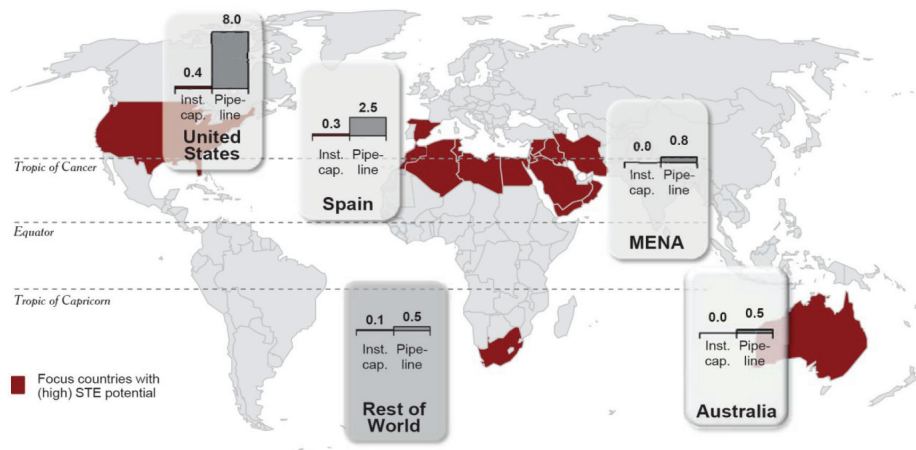 8.0
0.4
Inst. Pipe-
cap. line
United
States
2.5
0.3
Inst. Pipe-
cap. line
Spain
0.0 0.8
Inst. Pipe-
cap. line
MENA
Tropic of Cancer
Equator
Tropic of Capricorn
0.1 0.5
Inst. Pipe-
cap. line
Rest of
World
0.0 0.5
Inst. Pipe-
cap. line
Australia
Focus countries with
(high) STE potential